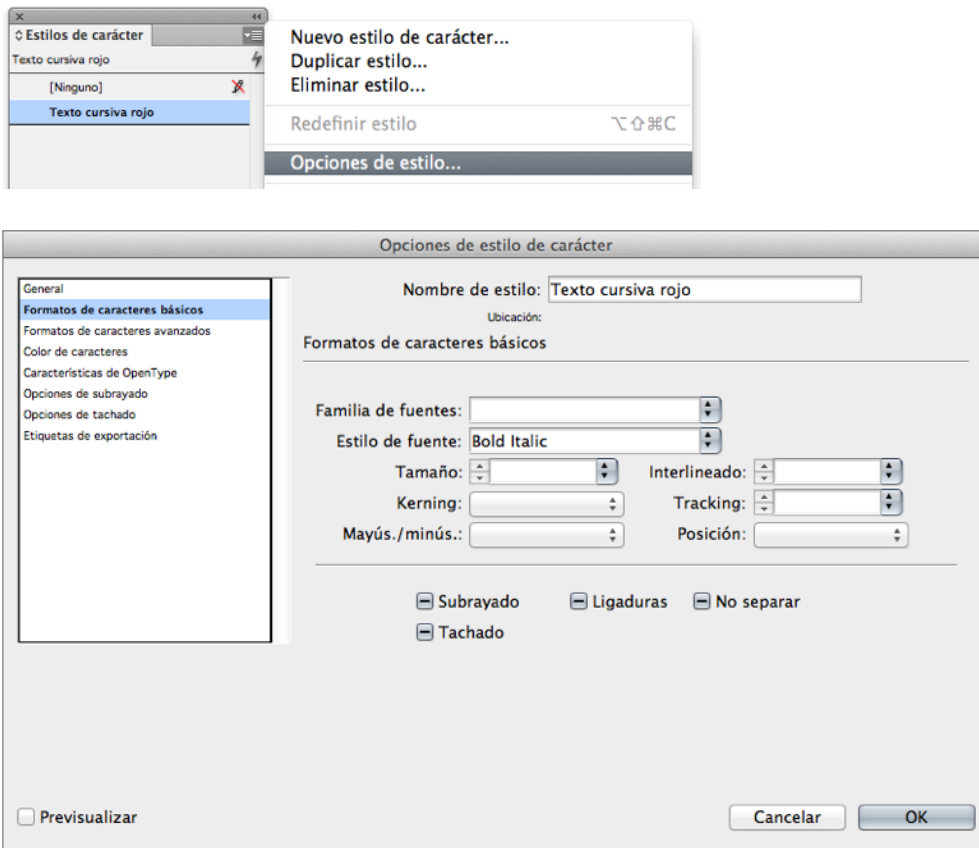 Estilos de carácter
Texto cursiva rojo
[Ninguno]
Texto cursiva rojo
Nuevo estilo de carácter...
Duplicar estilo...
Eliminar estilo...
Redefinir estilo ⌥⇧⌘C
Opciones de estilo...
Opciones de estilo de carácter
General
Formatos de caracteres básicos
Formatos de caracteres avanzados
Color de caracteres
Características de OpenType
Opciones de subrayado
Opciones de tachado
Etiquetas de exportación
Nombre de estilo: Texto cursiva rojo
Ubicación:
Formatos de caracteres básicos
Familia de fuentes:
Estilo de fuente: Bold Italic
Tamaño: Interlineado:
Kerning: Tracking:
Mayús./minús.: Posición:
Subrayado Ligaduras No separar
Tachado
Previsualizar Cancelar OK